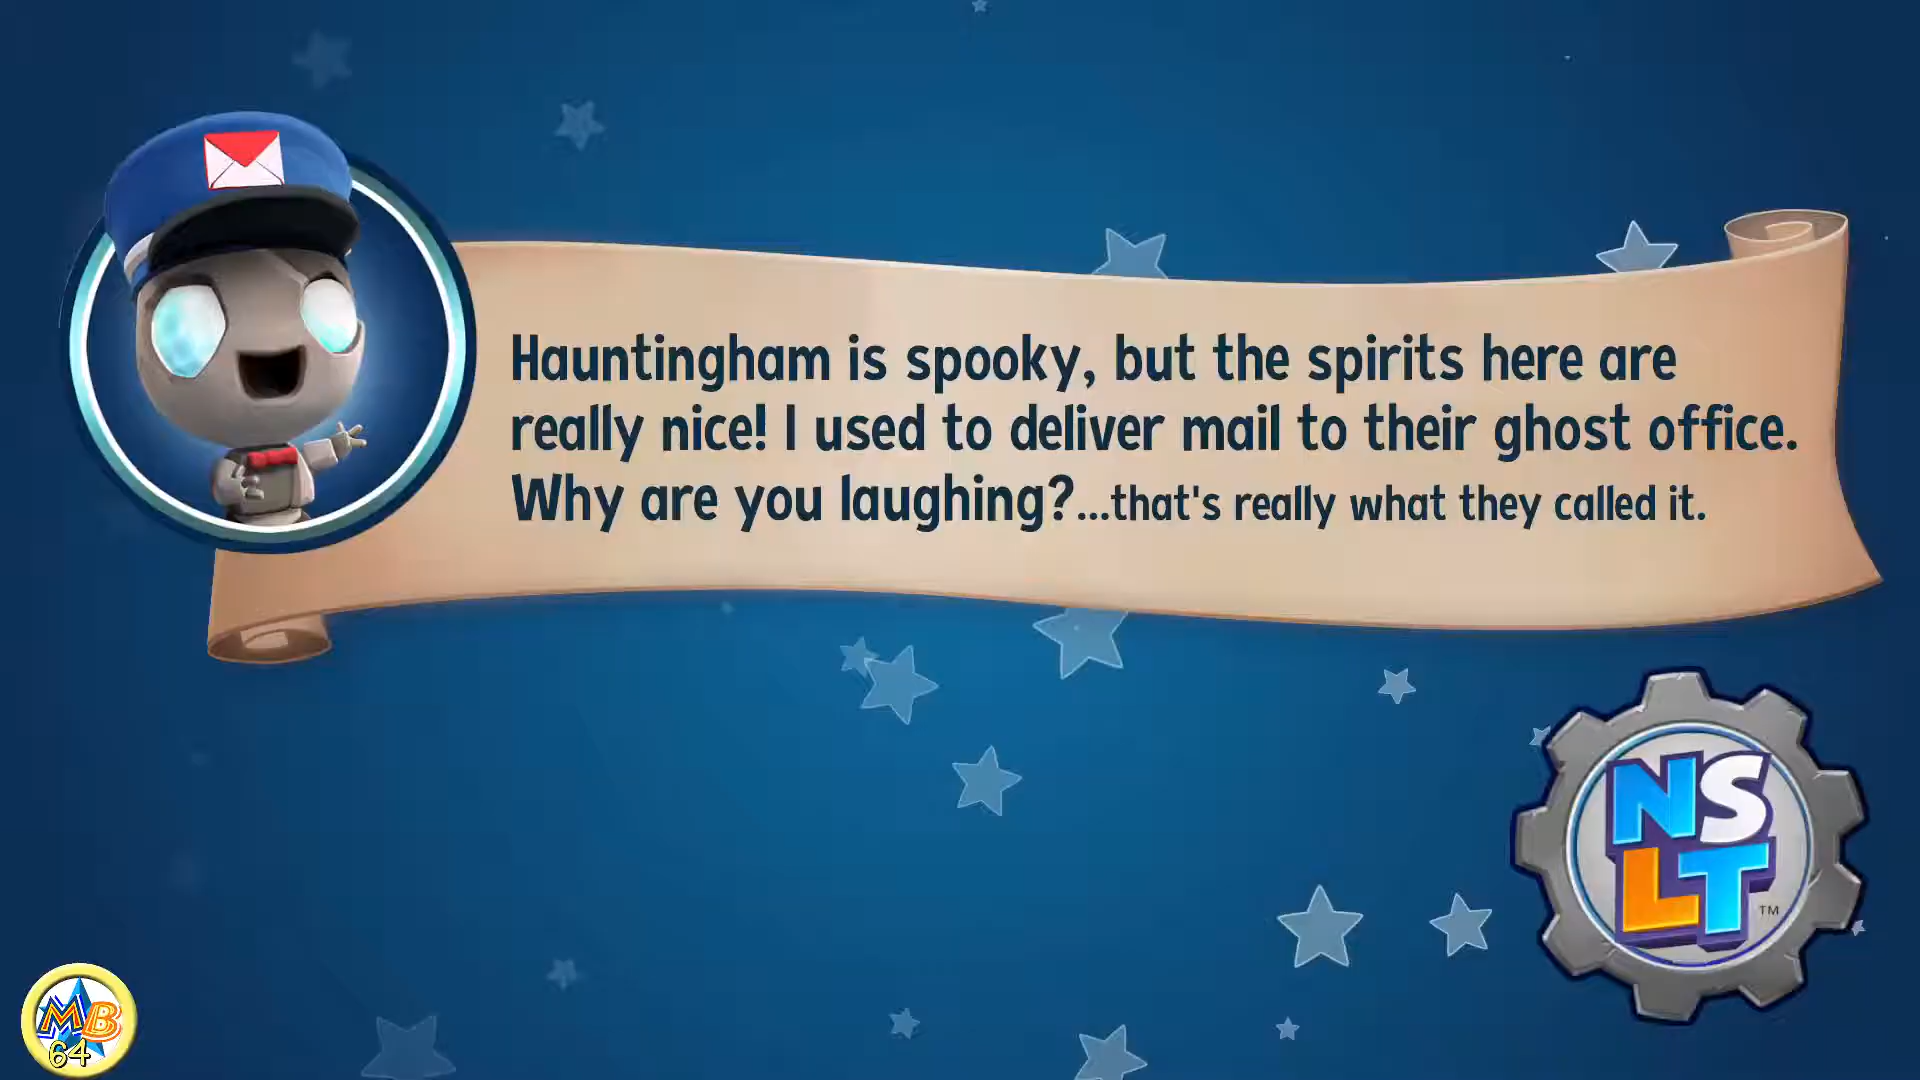 Hauntingham is spooky, but the spirits here are
really nice! I used to deliver mail to their ghost office.
Why are you laughing?...that's really what they called it.
NS
LT
TM
MB
64